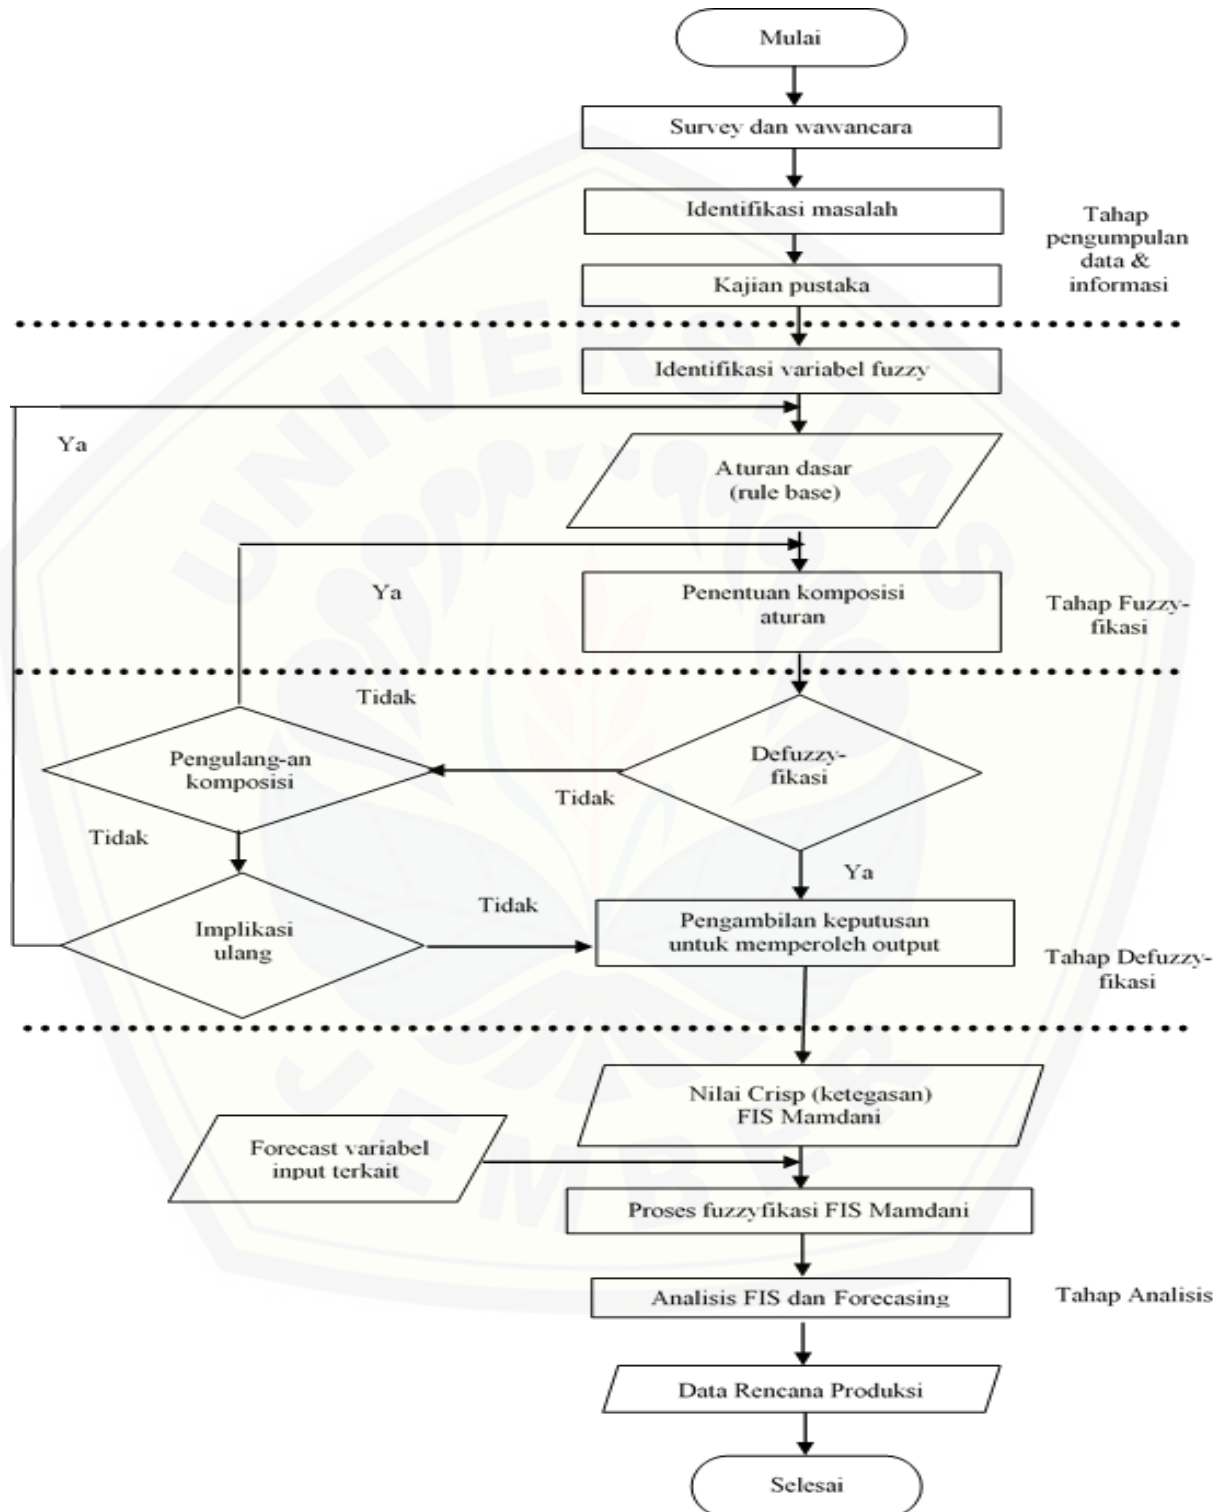 Mulai
Survey dan wawancara
Identifikasi masalah
Tahap
pengumpulan
data &
informasi
Kajian pustaka
Identifikasi variabel fuzzy
Ya
Aturan dasar
(rule base)
Ya
Penentuan komposisi
aturan
Tahap Fuzzy-
fikasi
Tidak
Pengulang-an
komposisi
Defuzzy-
fikasi
Tidak
Tidak
Ya
Implikasi
ulang
Tidak
Pengambilan keputusan
untuk memperoleh output
Tahap Defuzzy-
fikasi
Nilai Crisp (ketegasan)
FIS Mamdani
Forecast variabel
input terkait
Proses fuzzyfikasi FIS Mamdani
Analisis FIS dan Forecasing
Tahap Analisis
Data Rencana Produksi
Selesai
UNIVERSITAS
JEMBER